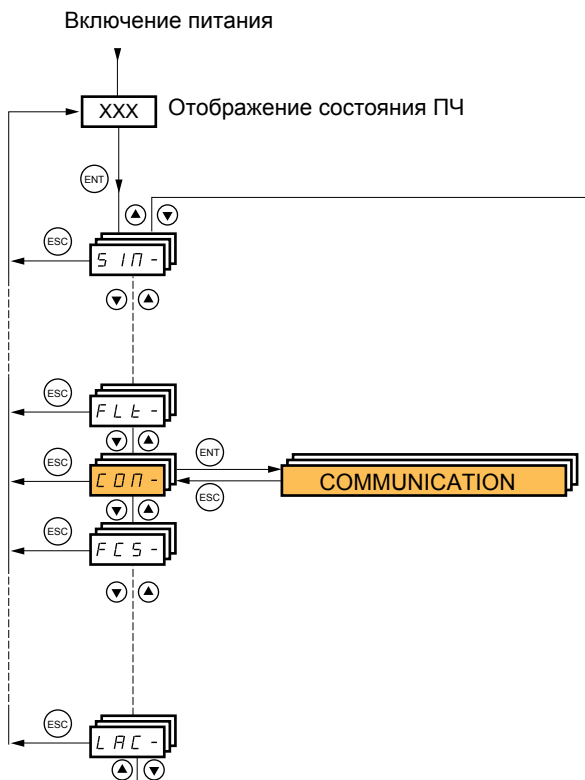 Включение питания
XXX Отображение состояния ПЧ
ENT
ESC
SIM-
ESC
FLt-
ESC
ENT
COM-
COMMUNICATION
ESC
ESC
FCS-
ESC
LAC-